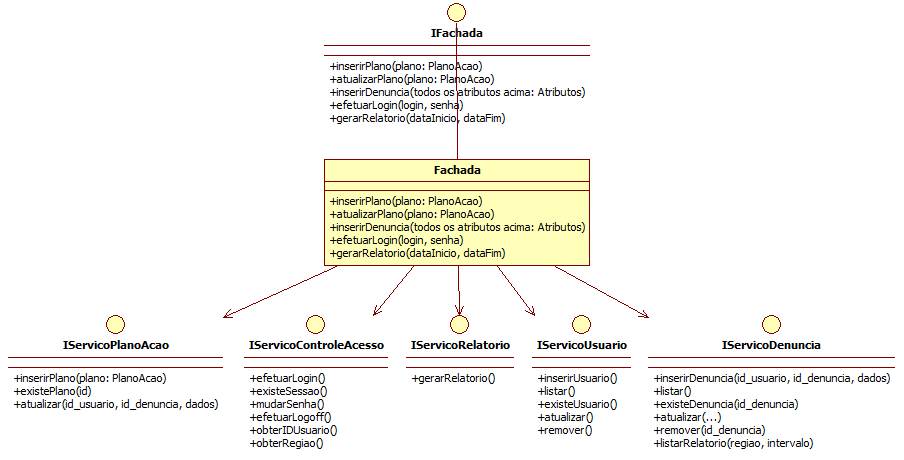 IFachada
+inserirPlano(plano: PlanoAcao)
+atualizarPlano(plano: PlanoAcao)
+inserirDenuncia(todos os atributos acima: Atributos)
+efetuarLogin(login, senha)
+gerarRelatorio(dataInicio, dataFim)
Fachada
+inserirPlano(plano: PlanoAcao)
+atualizarPlano(plano: PlanoAcao)
+inserirDenuncia(todos os atributos acima: Atributos)
+efetuarLogin(login, senha)
+gerarRelatorio(dataInicio, dataFim)
IServicoPlanoAcao
+inserirPlano(plano: PlanoAcao)
+existePlano(id)
+atualizar(id_usuario, id_denuncia, dados)
IServicoControleAcesso
+efetuarLogin()
+existeSessao()
+mudarSenha()
+efetuarLogoff()
+obterIDUsuario()
+obterRegiao()
IServicoRelatorio
+gerarRelatorio()
IServicoUsuario
+inserirUsuario()
+listar()
+existeUsuario()
+atualizar()
+remover()
IServicoDenuncia
+inserirDenuncia(id_usuario, id_denuncia, dados)
+listar()
+existeDenuncia(id_denuncia)
+atualizar(...)
+remover(id_denuncia)
+listarRelatorio(regiao, intervalo)